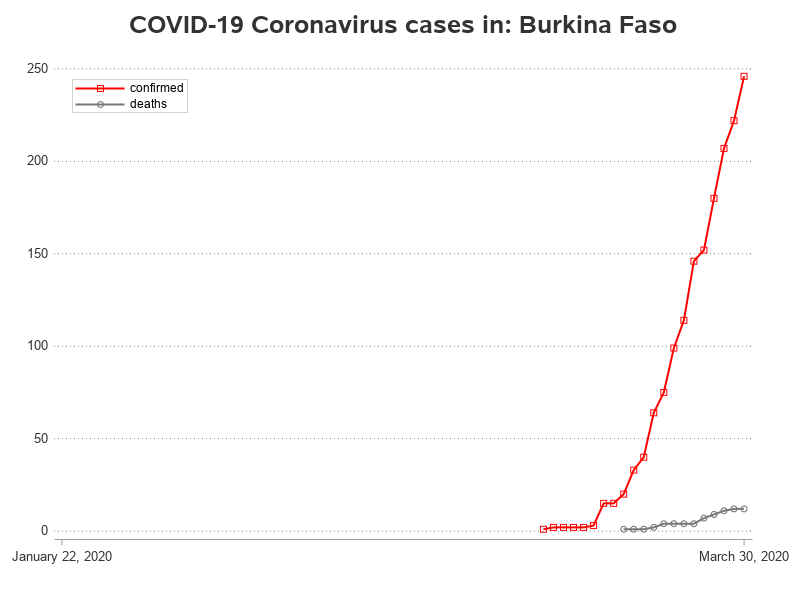 COVID-19 Coronavirus cases in: Burkina Faso
250
confirmed
deaths
200
150
100
50
0
January 22, 2020
March 30, 2020